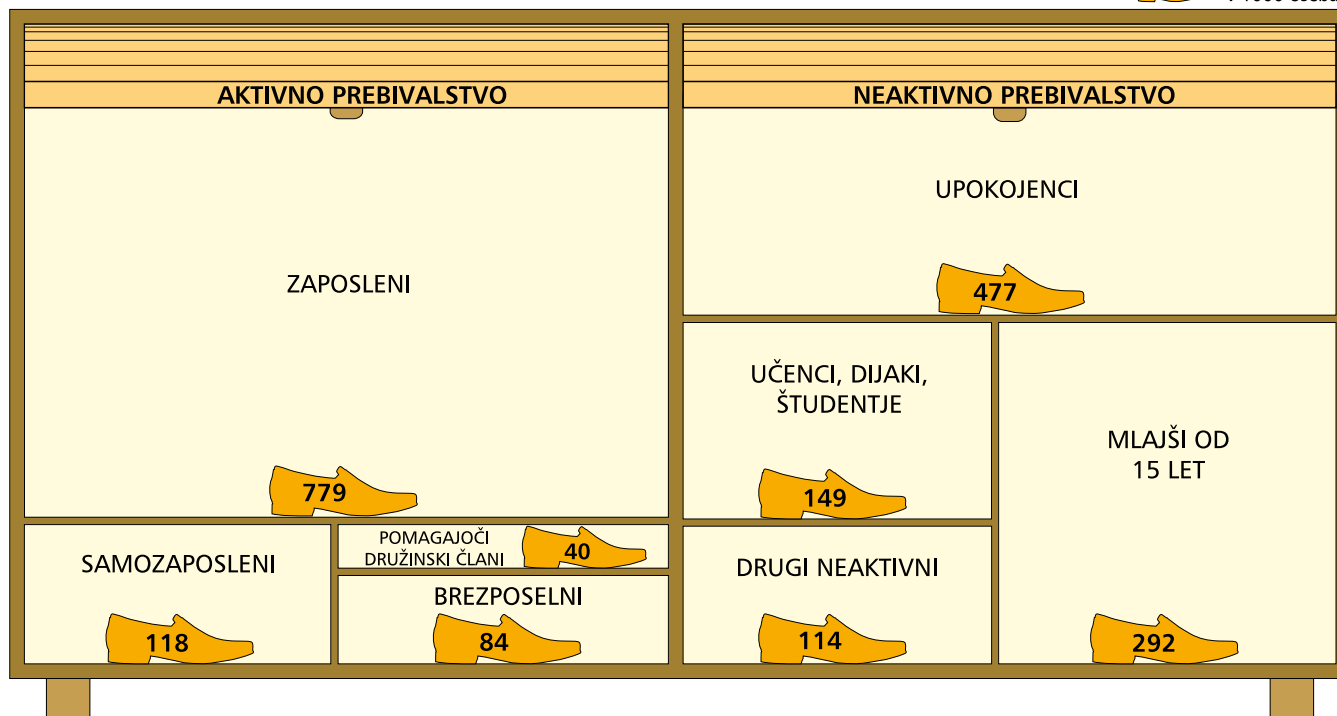 AKTIVNO PREBIVALSTVO
ZAPOSLENI
779
SAMOZAPOSLENI
118
POMAGAJOČI
DRUŽINSKI ČLANI
40
BREZPOSELNI
84
NEAKTIVNO PREBIVALSTVO
UPOKOJENCI
477
UČENCI, DIJAKI,
ŠTUDENTJE
149
DRUGI NEAKTIVNI
114
MLAJŠI OD
15 LET
292